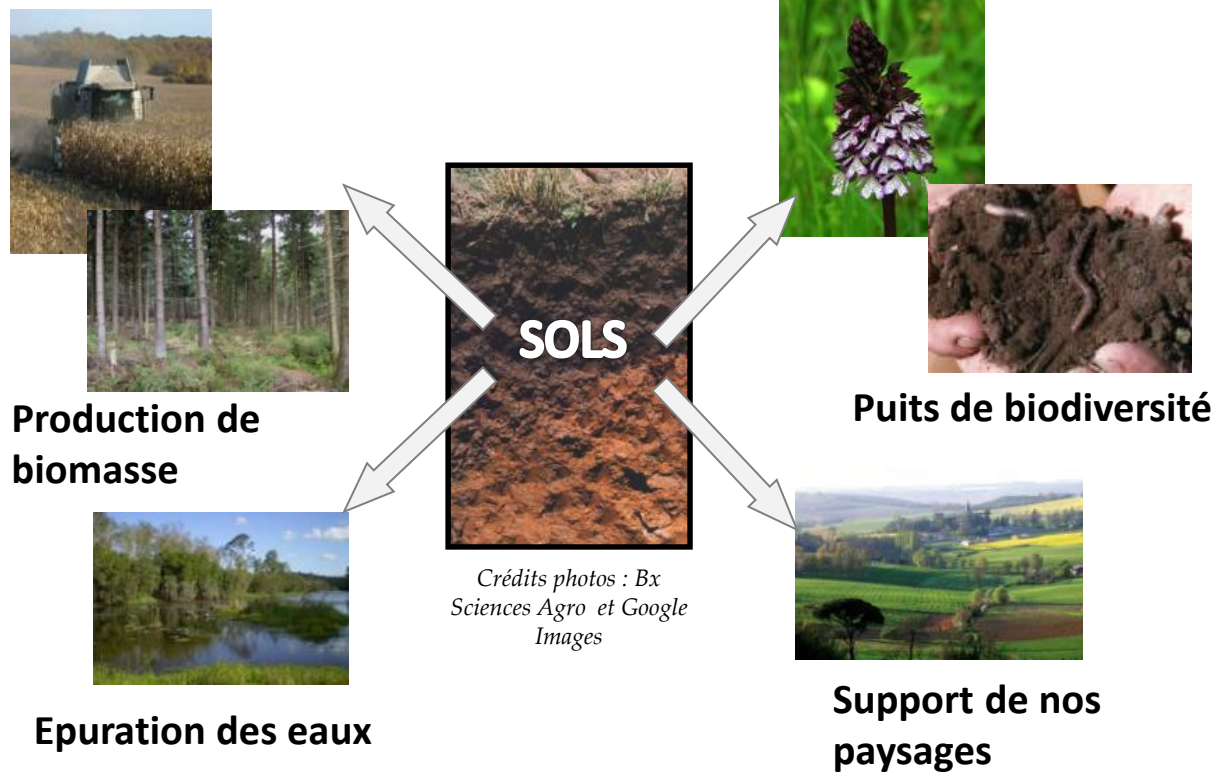 SOLS
Production de
biomasse
Puits de biodiversité
Crédits photos : Bx
Sciences Agro et Google
Images
Epuration des eaux
Support de nos
paysages